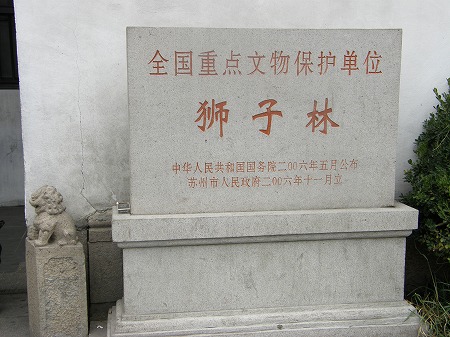 全国重点文物保护单位
狮子林
中华人民共和国国务院二〇〇六年五月公布
苏州市人民政府二〇〇六年十一月立